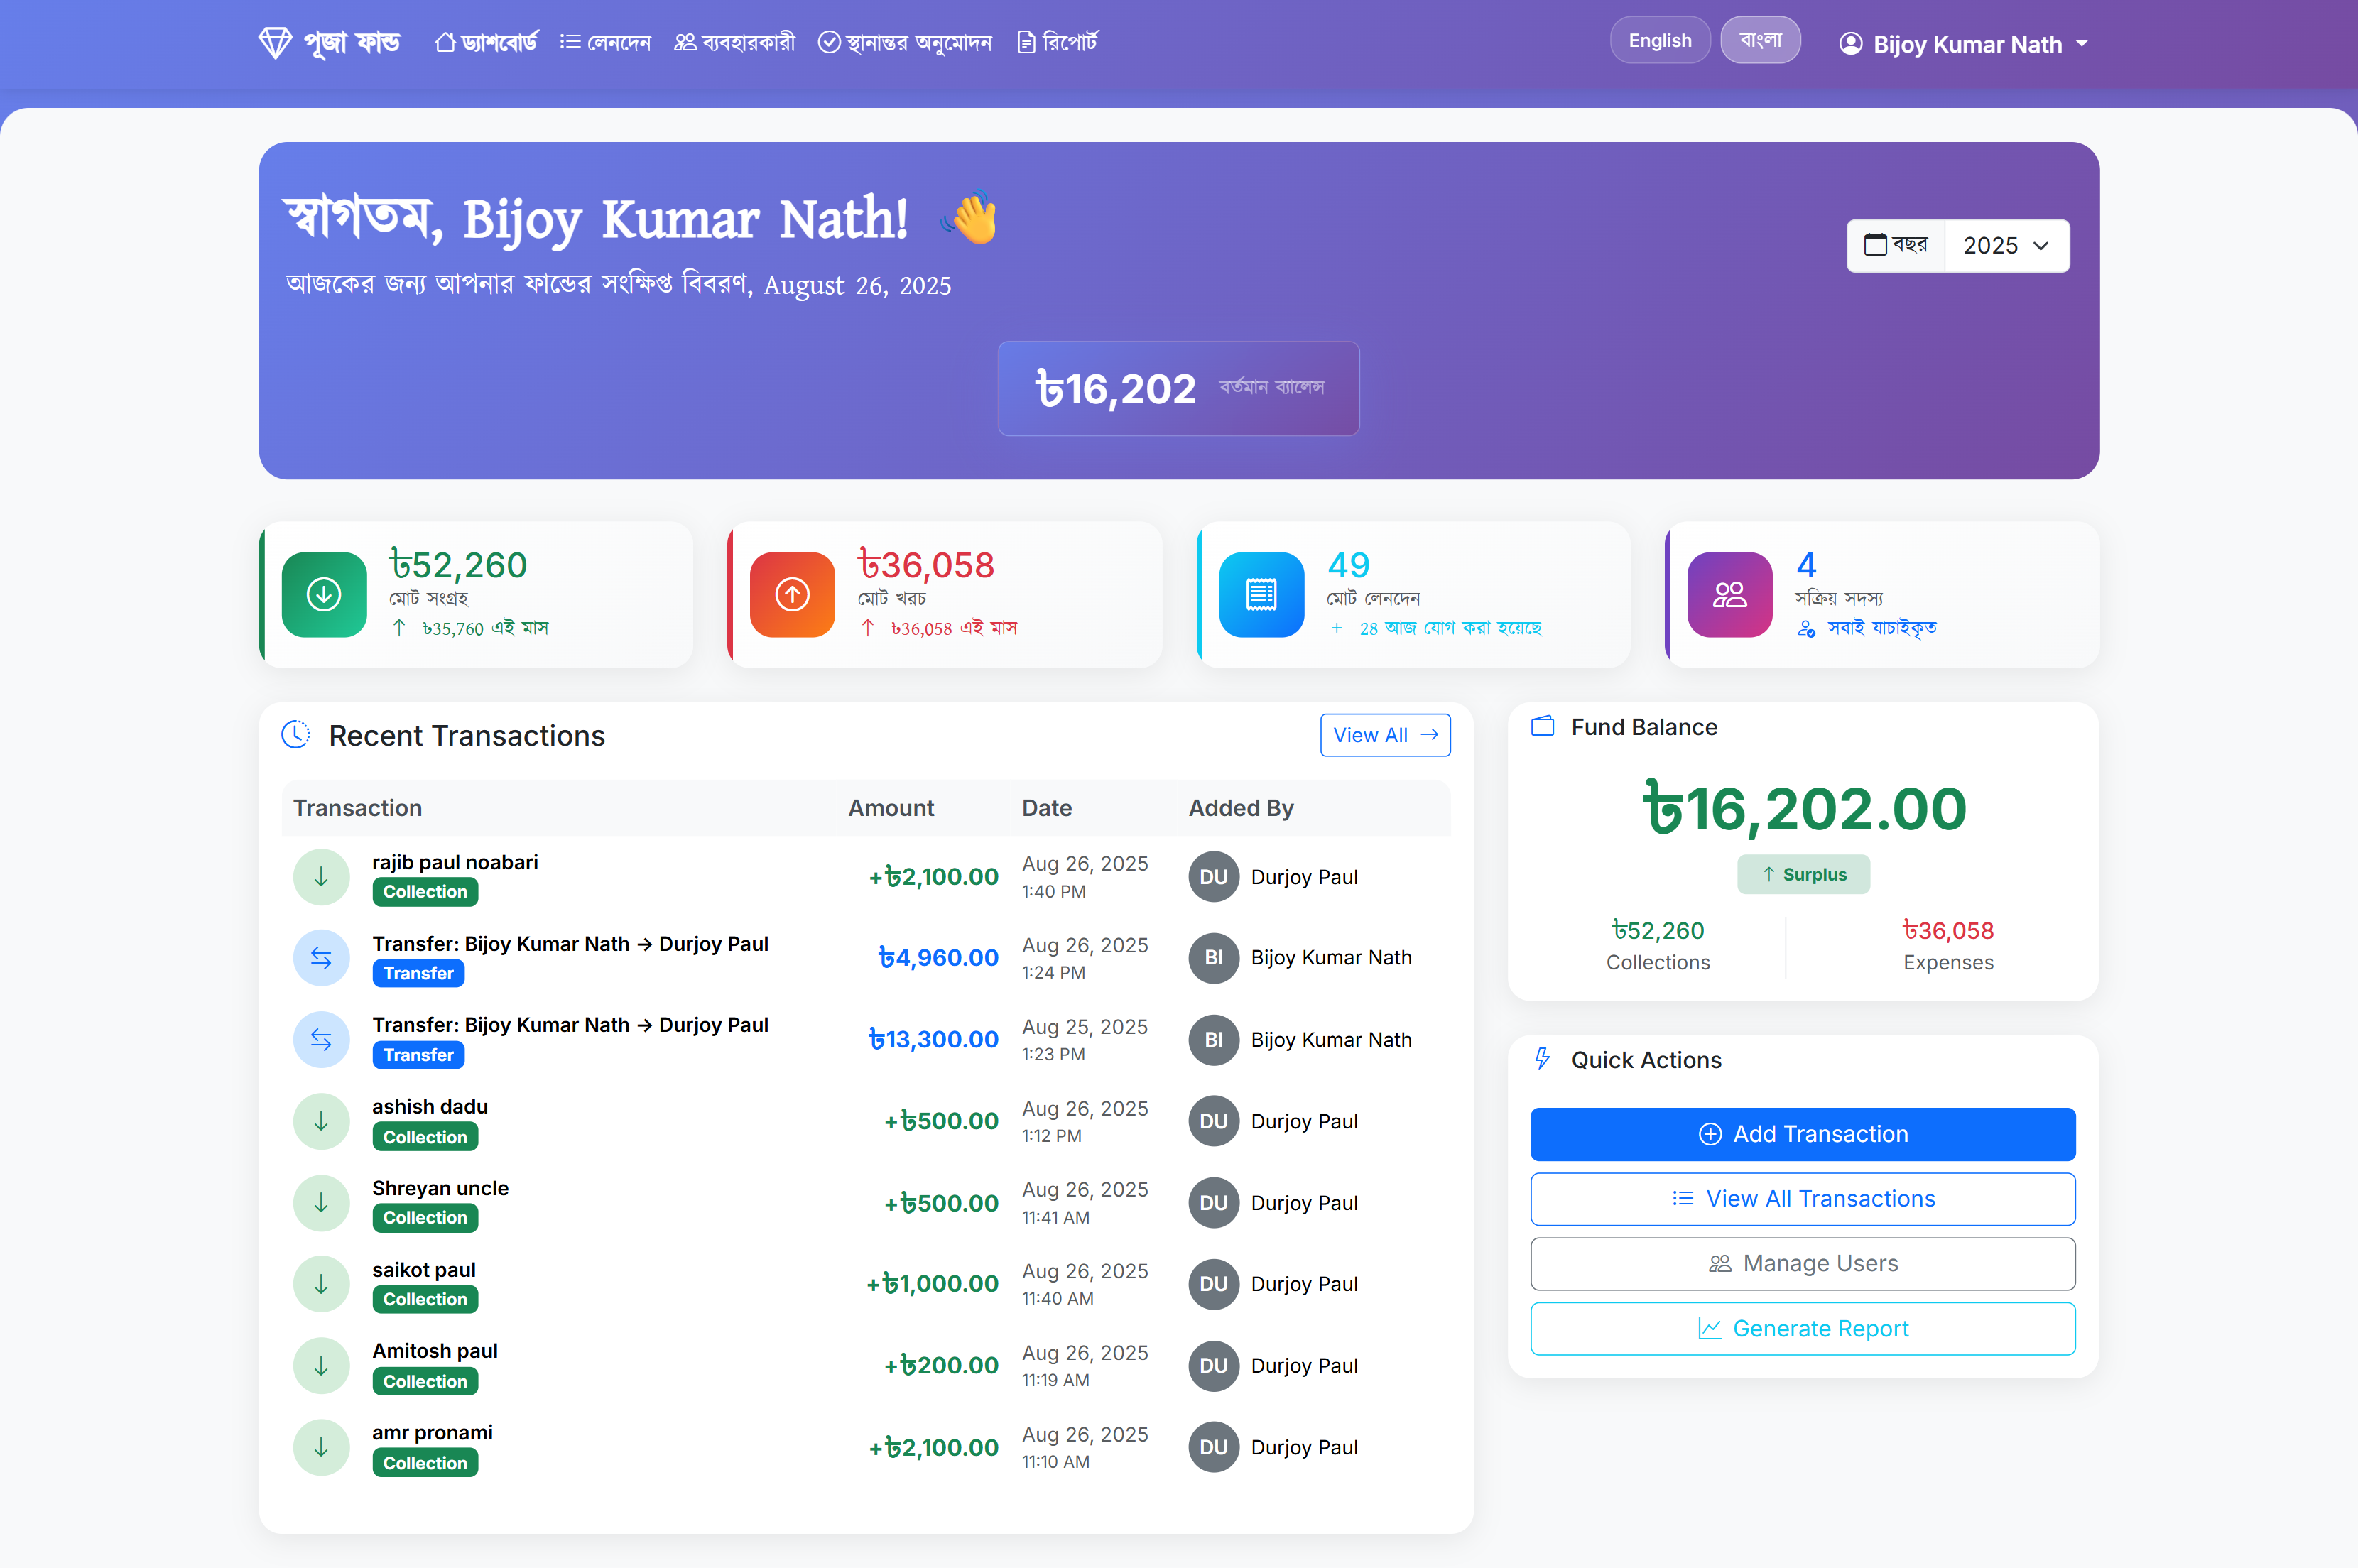 পূজা ফান্ড
ড্যাশবোর্ড
লেনদেন
ব্যবহারকারী
স্থানান্তর অনুমোদন
রিপোর্ট
English
বাংলা
Bijoy Kumar Nath
স্বাগতম, Bijoy Kumar Nath! 👋
আজকের জন্য আপনার ফান্ডের সংক্ষিপ্ত বিবরণ, August 26, 2025
বছর
2025
৳16,202 বর্তমান ব্যালেন্স
৳52,260
মোট সংগ্রহ
↑ ৳35,760 এই মাস
৳36,058
মোট খরচ
↑ ৳36,058 এই মাস
49
মোট লেনদেন
+ 28 আজ যোগ করা হয়েছে
4
সক্রিয় সদস্য
সবাই যাচাইকৃত
Recent Transactions
View All →
Transaction Amount Date Added By
rajib paul noabari
Collection
+৳2,100.00
Aug 26, 2025
1:40 PM
DU Durjoy Paul
Transfer: Bijoy Kumar Nath → Durjoy Paul
Transfer
৳4,960.00
Aug 26, 2025
1:24 PM
BI Bijoy Kumar Nath
Transfer: Bijoy Kumar Nath → Durjoy Paul
Transfer
৳13,300.00
Aug 25, 2025
1:23 PM
BI Bijoy Kumar Nath
ashish dadu
Collection
+৳500.00
Aug 26, 2025
1:12 PM
DU Durjoy Paul
Shreyan uncle
Collection
+৳500.00
Aug 26, 2025
11:41 AM
DU Durjoy Paul
saikot paul
Collection
+৳1,000.00
Aug 26, 2025
11:40 AM
DU Durjoy Paul
Amitosh paul
Collection
+৳200.00
Aug 26, 2025
11:19 AM
DU Durjoy Paul
amr pronami
Collection
+৳2,100.00
Aug 26, 2025
11:10 AM
DU Durjoy Paul
Fund Balance
৳16,202.00
↑ Surplus
৳52,260
Collections
৳36,058
Expenses
Quick Actions
Add Transaction
View All Transactions
Manage Users
Generate Report